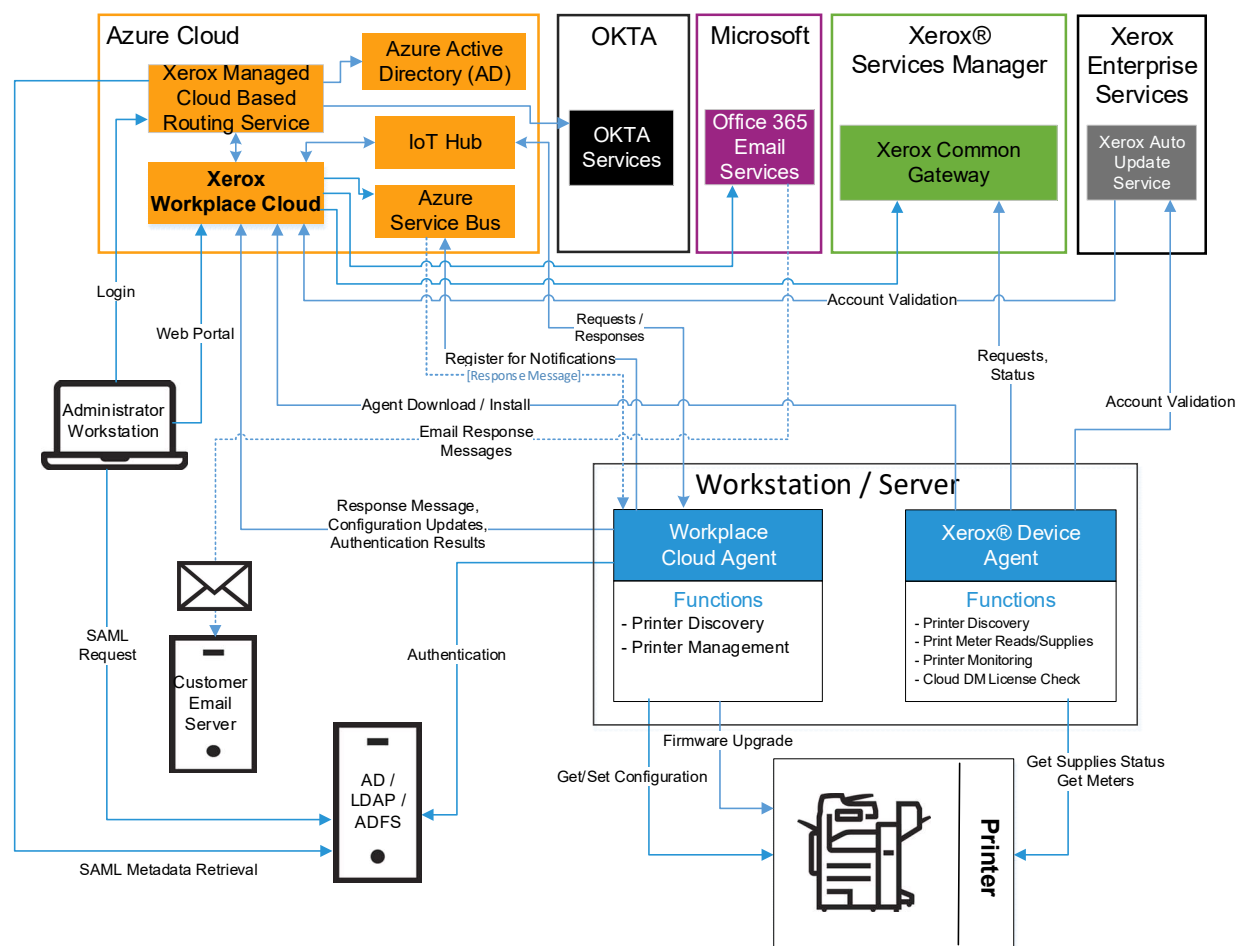 Azure Cloud
Xerox Managed
Cloud Based
Routing Service
Azure Active
Directory (AD)
IoT Hub
Xerox
Workplace Cloud
Azure
Service Bus
OKTA
OKTA
Services
Microsoft
Office 365
Email
Services
Xerox®
Services Manager
Xerox Common
Gateway
Xerox
Enterprise
Services
Xerox Auto
Update
Service
Login
Web Portal
Account Validation
Requests /
Responses
Register for Notifications
[Response Message]
Requests,
Status
Agent Download / Install
Account Validation
Administrator
Workstation
Email Response
Messages
Workstation / Server
Response Message,
Configuration Updates,
Authentication Results
Workplace
Cloud Agent
Functions
- Printer Discovery
- Printer Management
Xerox® Device
Agent
Functions
- Printer Discovery
- Print Meter Reads/Supplies
- Printer Monitoring
- Cloud DM License Check
SAML
Request
Authentication
Customer
Email
Server
Firmware Upgrade
Get/Set Configuration
Get Supplies Status
Get Meters
AD /
LDAP /
ADFS
Printer
SAML Metadata Retrieval